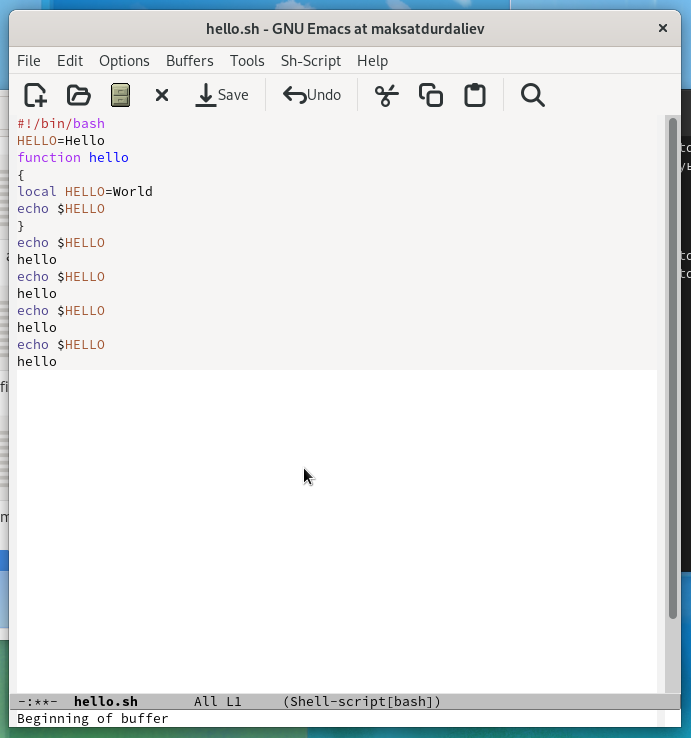 hello.sh - GNU Emacs at maksatdurdaliev
File Edit Options Buffers Tools Sh-Script Help
Save Undo
#!/bin/bash
HELLO=Hello
function hello
{
local HELLO=World
echo $HELLO
}
echo $HELLO
hello
echo $HELLO
hello
echo $HELLO
hello
echo $HELLO
hello
-:**- hello.sh All L1 (Shell-script[bash])
Beginning of buffer